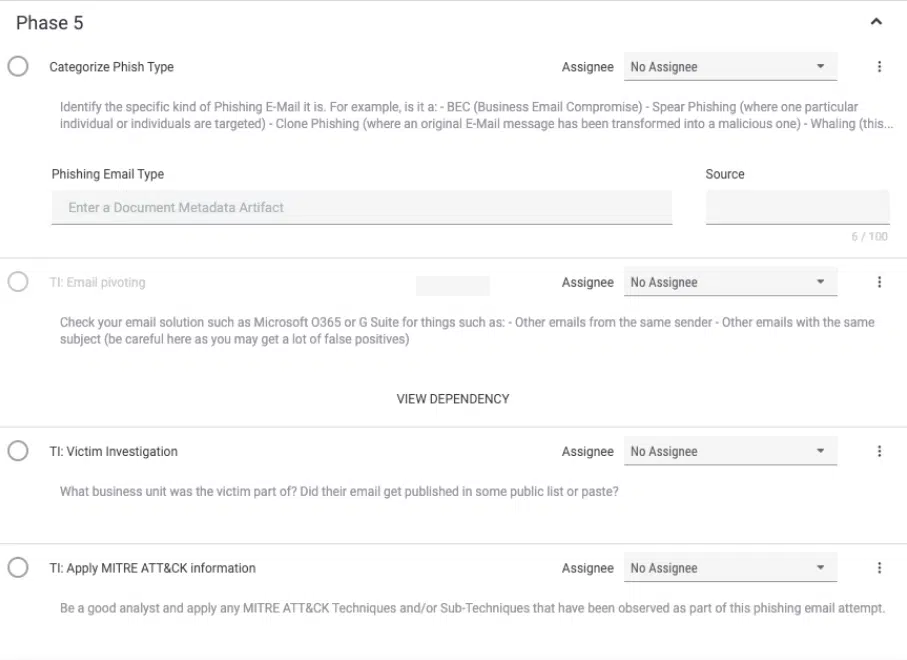 Phase 5
Categorize Phish Type
Assignee
No Assignee
Identify the specific kind of Phishing E-Mail it is. For example, is it a: - BEC (Business Email Compromise) - Spear Phishing (where one particular
individual or individuals are targeted) - Clone Phishing (where an original E-Mail message has been transformed into a malicious one) - Whaling (this...
Phishing Email Type
Source
Enter a Document Metadata Artifact
6 / 100
TI: Email pivoting
Assignee
No Assignee
Check your email solution such as Microsoft O365 or G Suite for things such as: - Other emails from the same sender - Other emails with the same
subject (be careful here as you may get a lot of false positives)
VIEW DEPENDENCY
TI: Victim Investigation
Assignee
No Assignee
What business unit was the victim part of? Did their email get published in some public list or paste?
TI: Apply MITRE ATT&CK information
Assignee
No Assignee
Be a good analyst and apply any MITRE ATT&CK Techniques and/or Sub-Techniques that have been observed as part of this phishing email attempt.